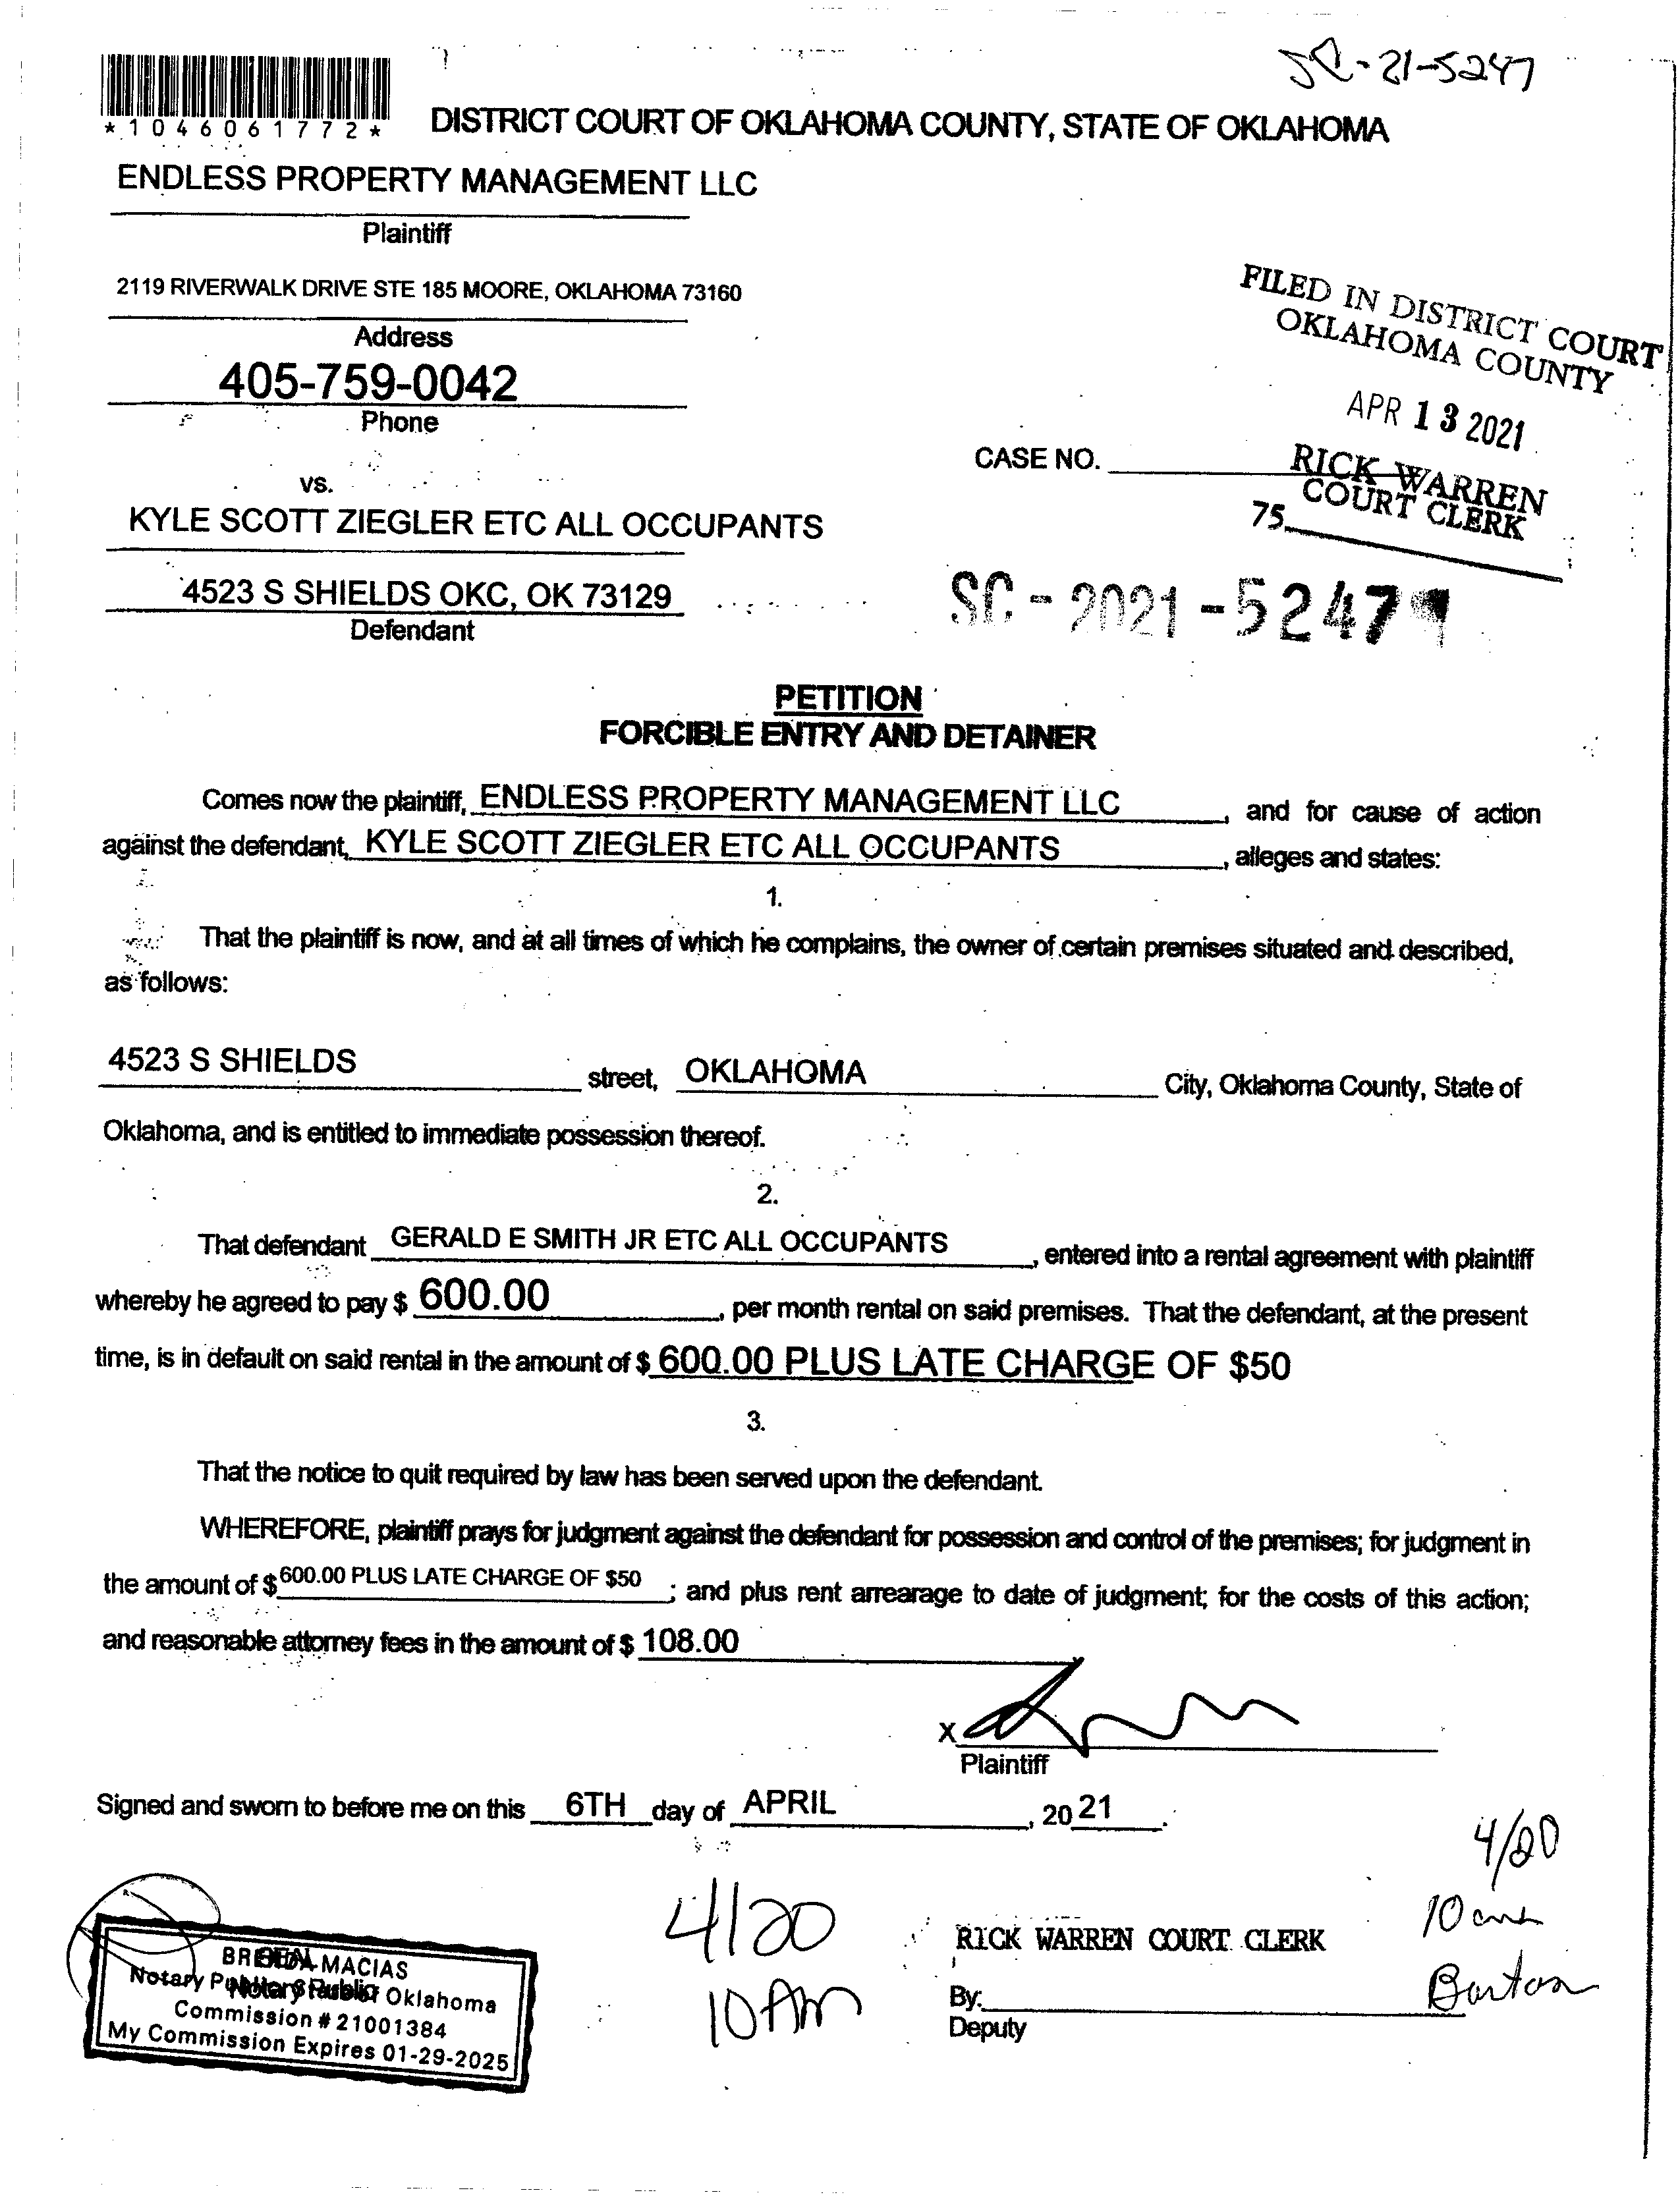 SC-21-5247
*1046061772*
DISTRICT COURT OF OKLAHOMA COUNTY, STATE OF OKLAHOMA
ENDLESS PROPERTY MANAGEMENT LLC
Plaintiff
2119 RIVERWALK DRIVE STE 185 MOORE, OKLAHOMA 73160
Address
405-759-0042
Phone
FILED IN DISTRICT COURT
OKLAHOMA COUNTY
APR 13 2021
RICK WARREN
COURT CLERK
75
CASE NO.
vs.
KYLE SCOTT ZIEGLER ETC ALL OCCUPANTS
4523 S SHIELDS OKC, OK 73129
Defendant
SC-2021-5247
PETITION
FORCIBLE ENTRY AND DETAINER
Comes now the plaintiff, ENDLESS PROPERTY MANAGEMENT LLC, and for cause of action
against the defendant, KYLE SCOTT ZIEGLER ETC ALL OCCUPANTS, alleges and states:
1.
That the plaintiff is now, and at all times of which he complains, the owner of certain premises situated and described,
as follows:
4523 S SHIELDS street, OKLAHOMA City, Oklahoma County, State of
Oklahoma, and is entitled to immediate possession thereof.
2.
That defendant GERALD E SMITH JR ETC ALL OCCUPANTS, entered into a rental agreement with plaintiff
whereby he agreed to pay $ 600.00, per month rental on said premises. That the defendant, at the present
time, is in default on said rental in the amount of $ 600.00 PLUS LATE CHARGE OF $50
3.
That the notice to quit required by law has been served upon the defendant.
WHEREFORE, plaintiff prays for judgment against the defendant for possession and control of the premises; for judgment in
the amount of $ 600.00 PLUS LATE CHARGE OF $50; and plus rent arrearage to date of judgment; for the costs of this action;
and reasonable attorney fees in the amount of $ 108.00
X
Plaintiff
Signed and sworn to before me on this 6TH day of APRIL, 2021.
4/20
10 am
Barton
4/20
10 AM
RICK WARREN COURT CLERK
By:
Deputy
BRENDA MACIAS
Notary Public State of Oklahoma
Commission # 21001384
My Commission Expires 01-29-2025
SEAL
Notary Public